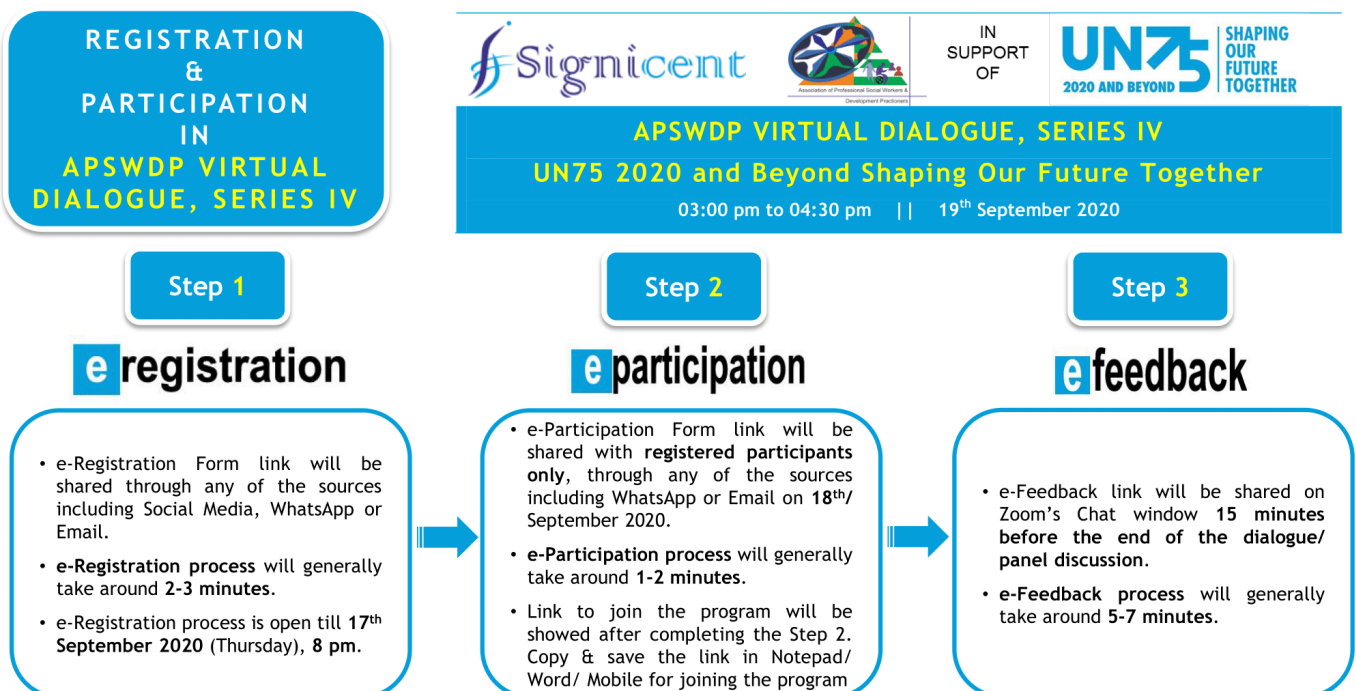 REGISTRATION
&
PARTICIPATION
IN
APSWDP VIRTUAL
DIALOGUE, SERIES IV
Signicent
Association of Professional Social Workers &
Development Practioners
IN
SUPPORT
OF
UN75
2020 AND BEYOND
SHAPING
OUR
FUTURE
TOGETHER
APSWDP VIRTUAL DIALOGUE, SERIES IV
UN75 2020 and Beyond Shaping Our Future Together
03:00 pm to 04:30 pm || 19th September 2020
Step 1
e registration
• e-Registration Form link will be
shared through any of the sources
including Social Media, WhatsApp or
Email.
• e-Registration process will generally
take around 2-3 minutes.
• e-Registration process is open till 17th
September 2020 (Thursday), 8 pm.
Step 2
e participation
• e-Participation Form link will be
shared with registered participants
only, through any of the sources
including WhatsApp or Email on 18th/
September 2020.
• e-Participation process will generally
take around 1-2 minutes.
• Link to join the program will be
showed after completing the Step 2.
Copy & save the link in Notepad/
Word/ Mobile for joining the program
Step 3
e feedback
• e-Feedback link will be shared on
Zoom's Chat window 15 minutes
before the end of the dialogue/
panel discussion.
• e-Feedback process will generally
take around 5-7 minutes.